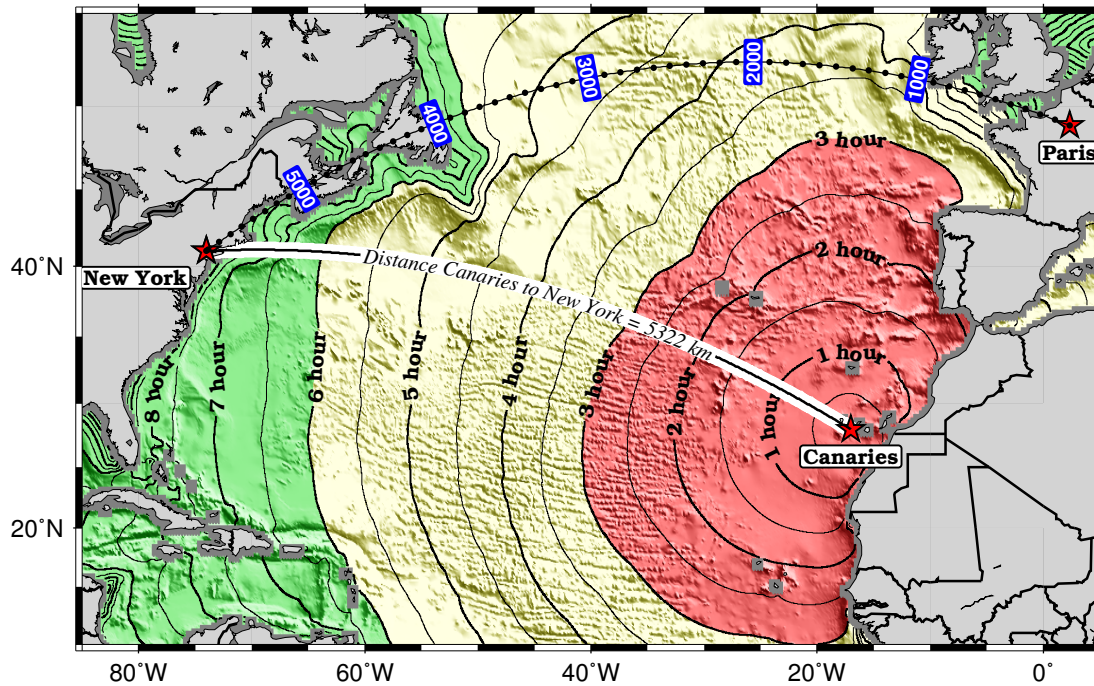 1000
2000
3000
4000
5000
Paris
3 hour
New York
Distance Canaries to New York = 5322 km
2 hour
1 hour
8 hour
7 hour
6 hour
5 hour
4 hour
3 hour
2 hour
1 hour
Canaries
40°N
20°N
80°W
60°W
40°W
20°W
0°